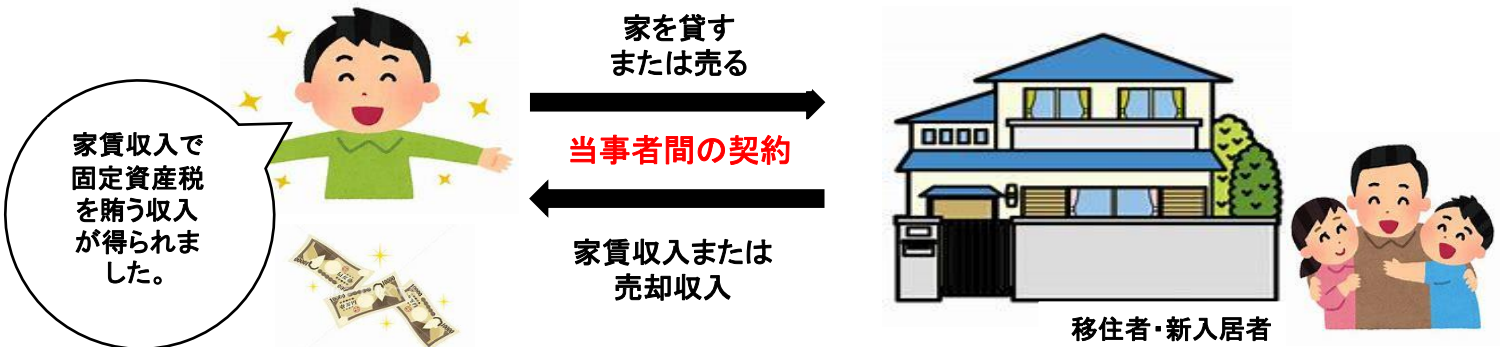 家賃収入で
固定資産税
を賄う収入
が得られま
した。
家を貸す
または売る
当事者間の契約
家賃収入または
売却収入
移住者・新入居者